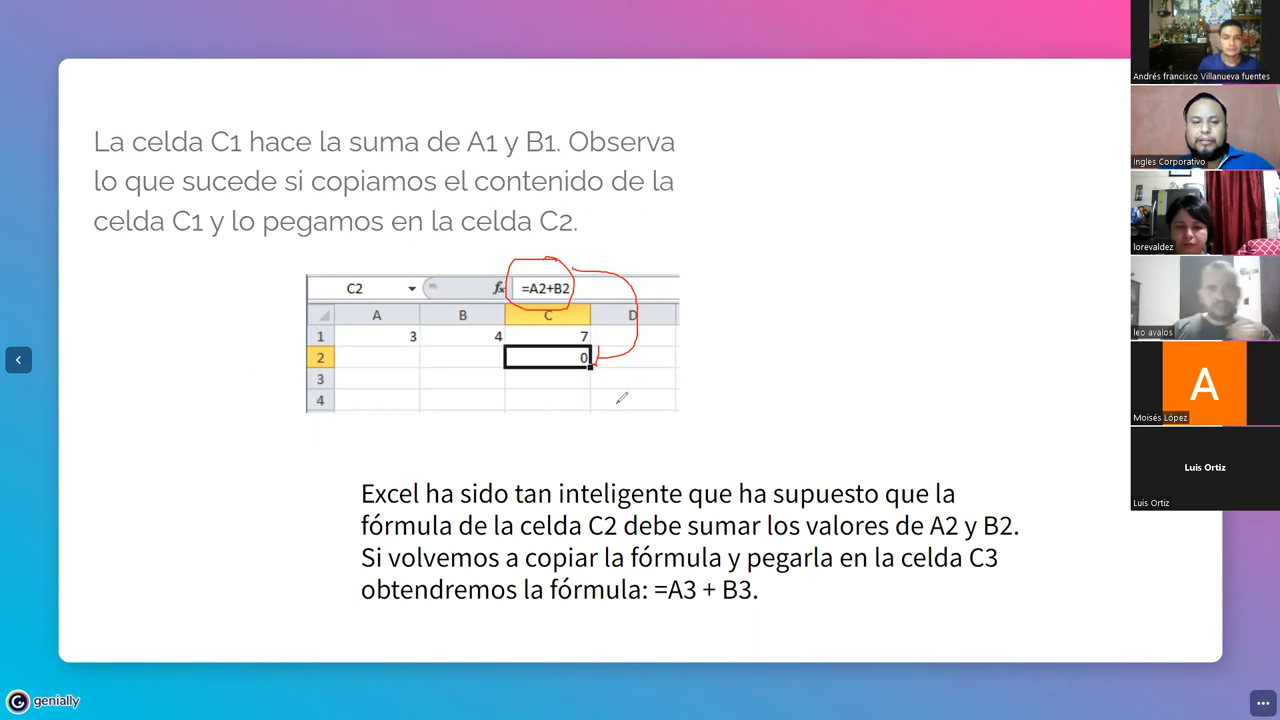 La celda C1 hace la suma de A1 y B1. Observa
lo que sucede si copiamos el contenido de la
celda C1 y lo pegamos en la celda C2.
C2 fx =A2+B2
A B C D
1 3 4 7
2 0
3
4
Excel ha sido tan inteligente que ha supuesto que la
fórmula de la celda C2 debe sumar los valores de A2 y B2.
Si volvemos a copiar la fórmula y pegarla en la celda C3
obtendremos la fórmula: =A3 + B3.
genially
Andrés francisco Villanueva fuentes
Ingles Corporativo
lorevaldez
leo avalos
A
Moisés López
Luis Ortiz
Luis Ortiz